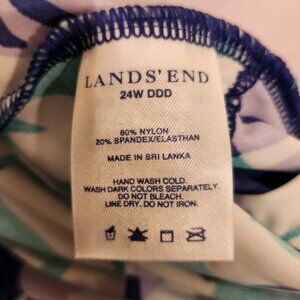 LANDS' END
24W DDD
80% NYLON
20% SPANDEX/ELASTHAN
MADE IN SRI LANKA
HAND WASH COLD.
WASH DARK COLORS SEPARATELY.
DO NOT BLEACH.
LINE DRY. DO NOT IRON.